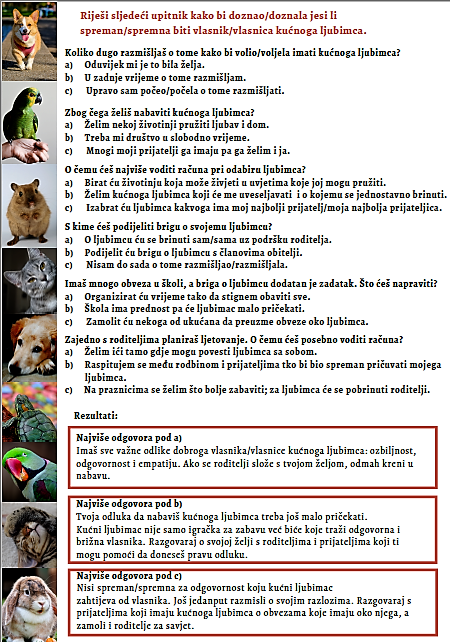 Riješi sljedeći upitnik kako bi doznao/doznala jesi li
spreman/spremna biti vlasnik/vlasnica kućnoga ljubimca.
Koliko dugo razmišljaš o tome kako bi volio/voljela imati kućnoga ljubimca?
a) Oduvijek mi je to bila želja.
b) U zadnje vrijeme o tome razmišljam.
c) Upravo sam počeo/počela o tome razmišljati.
Zbog čega želiš nabaviti kućnoga ljubimca?
a) Želim nekoj životinji pružiti ljubav i dom.
b) Treba mi društvo u slobodno vrijeme.
c) Mnogi moji prijatelji ga imaju pa ga želim i ja.
O čemu ćeš najviše voditi računa pri odabiru ljubimca?
a) Birat ću životinju koja može živjeti u uvjetima koje joj mogu pružiti.
b) Želim kućnoga ljubimca koji će me uveseljavati i o kojemu se jednostavno brinuti.
c) Izabrat ću ljubimca kakvoga ima moj najbolji prijatelj/moja najbolja prijateljica.
S kime ćeš podijeliti brigu o svojemu ljubimcu?
a) O ljubimcu ću se brinuti sam/sama uz podršku roditelja.
b) Podijelit ću brigu o ljubimcu s članovima obitelji.
c) Nisam do sada o tome razmišljao/razmišljala.
Imaš mnogo obveza u školi, a briga o ljubimcu dodatan je zadatak. Što ćeš napraviti?
a) Organizirat ću vrijeme tako da stignem obaviti sve.
b) Škola ima prednost pa će ljubimac malo pričekati.
c) Zamolit ću nekoga od ukućana da preuzme obveze oko ljubimca.
Zajedno s roditeljima planiraš ljetovanje. O čemu ćeš posebno voditi računa?
a) Želim ići tamo gdje mogu povesti ljubimca sa sobom.
b) Raspitujem se među rodbinom i prijateljima tko bi bio spreman pričuvati mojega
ljubimca.
c) Na praznicima se želim što bolje zabaviti; za ljubimca će se pobrinuti roditelji.
Rezultati:
Najviše odgovora pod a)
Imaš sve važne odlike dobroga vlasnika/vlasnice kućnoga ljubimca: ozbiljnost,
odgovornost i empatiju. Ako se roditelji slože s tvojom željom, odmah kreni u
nabavu.
Najviše odgovora pod b)
Tvoja odluka da nabaviš kućnoga ljubimca treba još malo pričekati.
Kućni ljubimac nije samo igračka za zabavu već biće koje traži odgovorna i
brižna vlasnika. Razgovaraj o svojoj želji s roditeljima i prijateljima koji ti
mogu pomoći da doneseš pravu odluku.
Najviše odgovora pod c)
Nisi spreman/spremna za odgovornost koju kućni ljubimac
zahtijeva od vlasnika. Još jedanput razmisli o svojim razlozima. Razgovaraj s
prijateljima koji imaju kućnoga ljubimca o obvezama koje imaju oko njega, a
zamoli i roditelje za savjet.